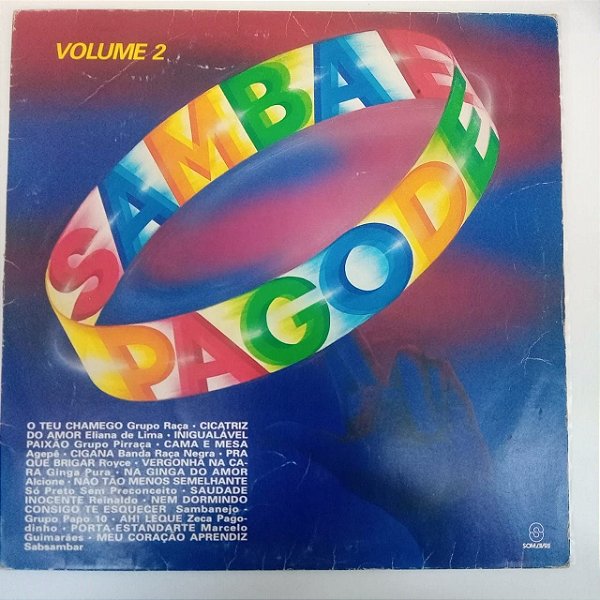 VOLUME 2
SAMBA E
PAGODE
O TEU CHAMEGO Grupo Raça · CICATRIZ
DO AMOR Eliana de Lima · INIGUALÁVEL
PAIXÃO Grupo Pirraça · CAMA E MESA
Agepê · CIGANA Banda Raça Negra · PRA
QUE BRIGAR Royce · VERGONHA NA CA-
RA Ginga Pura · NA GINGA DO AMOR
Alcione · NÃO TÃO MENOS SEMELHANTE
Só Preto Sem Preconceito · SAUDADE
INOCENTE Reinaldo · NEM DORMINDO
CONSIGO TE ESQUECER Sambanejo ·
Grupo Papo 10 · AH! LEQUE Zeca Pago-
dinho · PORTA-ESTANDARTE Marcelo
Guimarães · MEU CORAÇÃO APRENDIZ
Sabsambar
SOM LIVRE